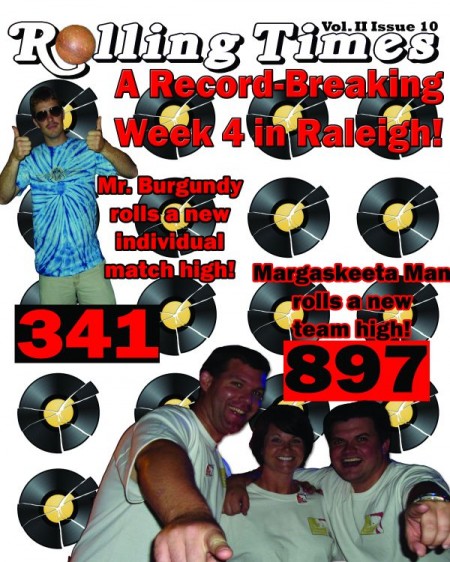 Rolling Times
Vol. II Issue 10
A Record-Breaking
Week 4 in Raleigh!
Mr. Burgundy
rolls a new
individual
match high!
Margaskeeta Man
rolls a new
team high!
341
897